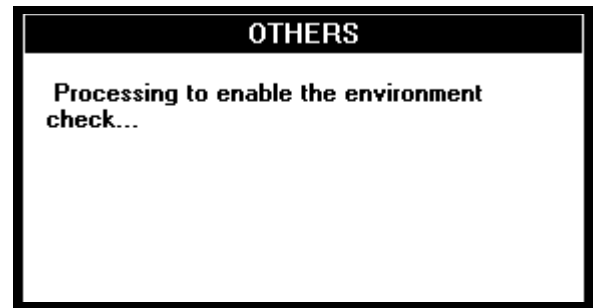 OTHERS
Processing to enable the environment
check...